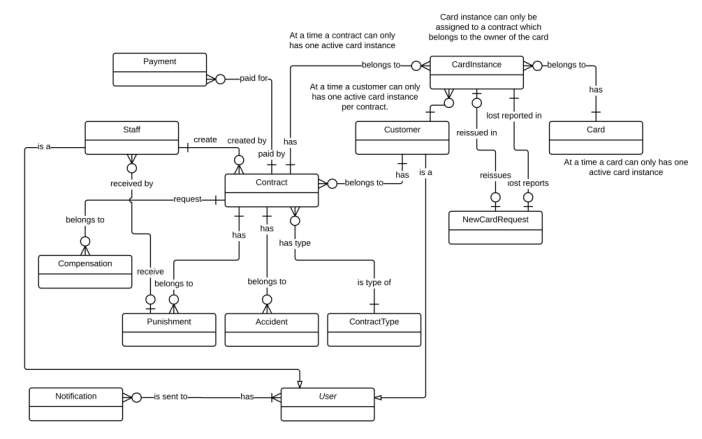 Card instance can only be
assigned to a contract which
belongs to the owner of the card
At a time a contract can only
has one active card instance
Payment
belongs to
CardInstance
belongs to
paid for
At a time a customer can only
has one active card instance
per contract.
has
lost reported in
Staff
create
created by
has
Customer
reissued in
Card
is a
paid by
At a time a card can only has one
active card instance
received by
Contract
belongs to
has
is a
reissues
lost reports
request
belongs to
has
has
has type
NewCardRequest
Compensation
receive
belongs to
belongs to
is type of
Punishment
Accident
ContractType
Notification
is sent to
has
User